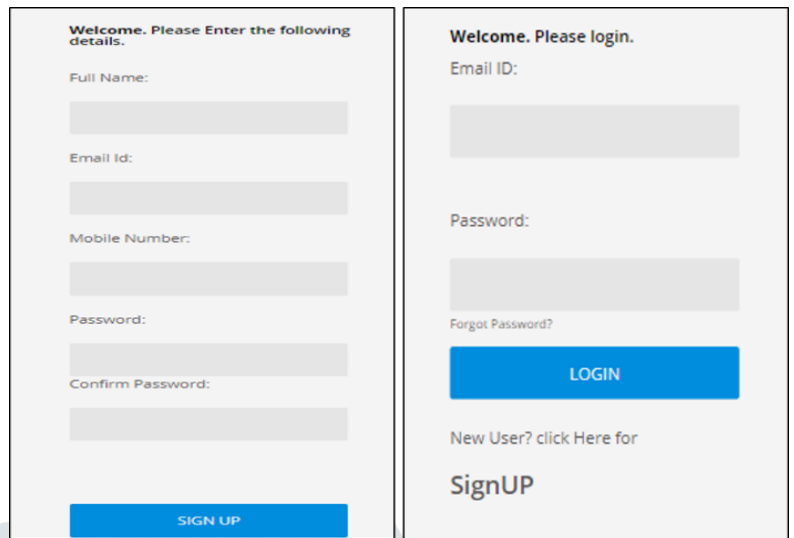 Welcome. Please Enter the following
details.
Full Name:
Email Id:
Mobile Number:
Password:
Confirm Password:
SIGN UP
Welcome. Please login.
Email ID:
Password:
Forgot Password?
LOGIN
New User? click Here for
SignUP